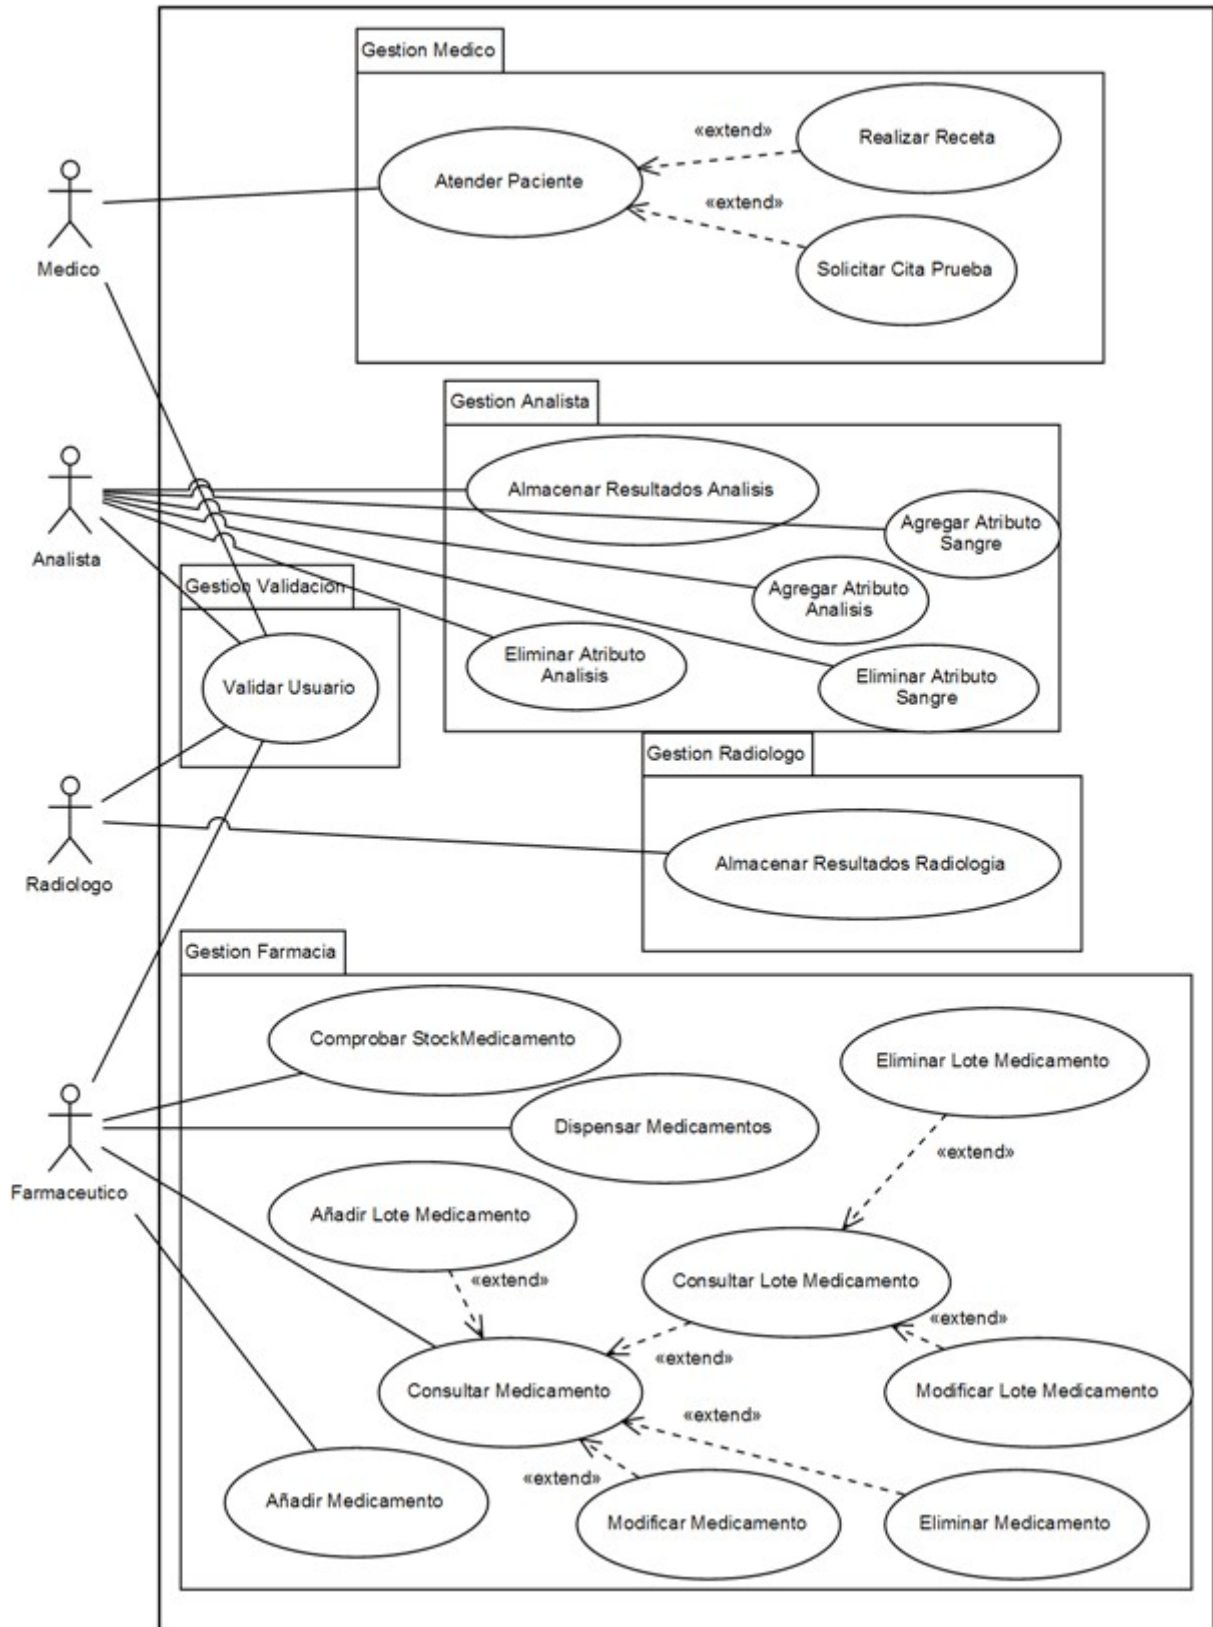 Gestion Medico
Atender Paciente
«extend»
Realizar Receta
«extend»
Solicitar Cita Prueba
Medico
Gestion Analista
Almacenar Resultados Analisis
Agregar Atributo
Sangre
Agregar Atributo
Analisis
Eliminar Atributo
Analisis
Eliminar Atributo
Sangre
Analista
Gestion Validación
Validar Usuario
Gestion Radiologo
Almacenar Resultados Radiologia
Radiologo
Gestion Farmacia
Comprobar StockMedicamento
Eliminar Lote Medicamento
Dispensar Medicamentos
«extend»
Farmaceutico
Añadir Lote Medicamento
«extend»
Consultar Lote Medicamento
«extend»
«extend»
Consultar Medicamento
Modificar Lote Medicamento
«extend»
«extend»
Añadir Medicamento
Modificar Medicamento
Eliminar Medicamento